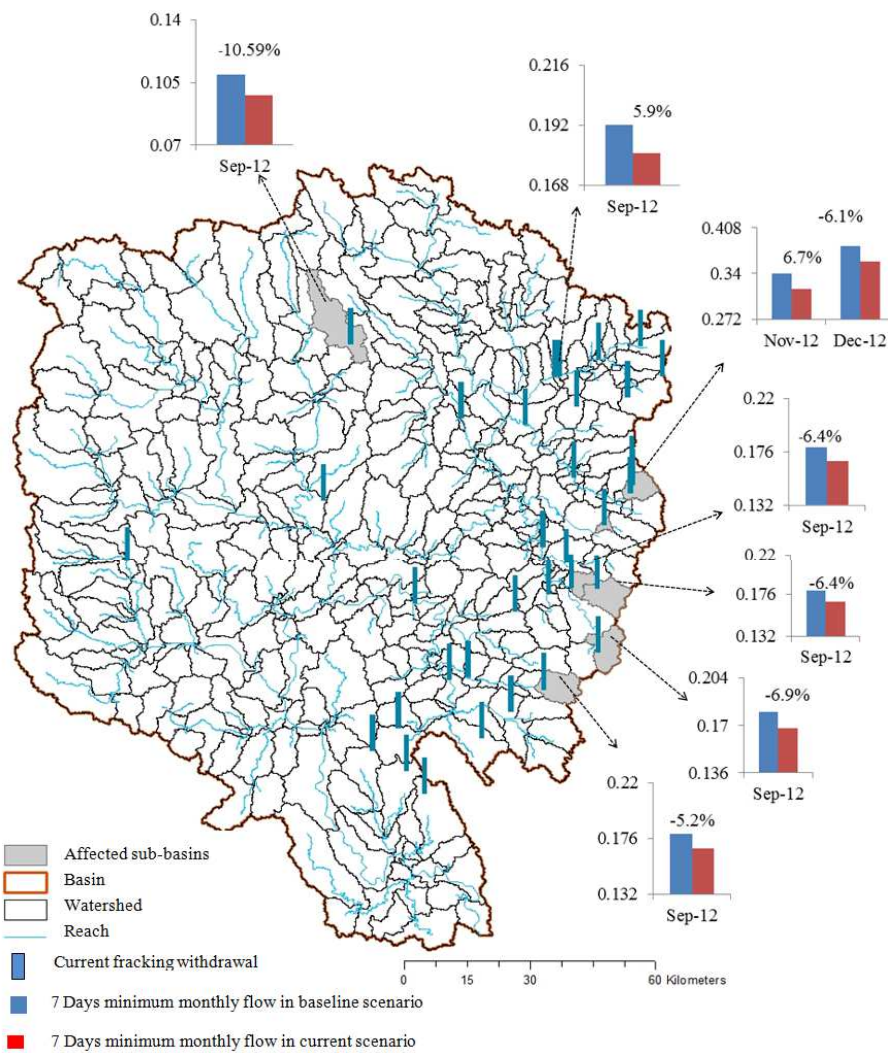 0.14
-10.59%
0.105
0.07
Sep-12
0.216
5.9%
0.192
0.168
Sep-12
0.408
-6.1%
6.7%
0.34
0.272
Nov-12 Dec-12
0.22
-6.4%
0.176
0.132
Sep-12
0.22
-6.4%
0.176
0.132
Sep-12
0.204
-6.9%
0.17
0.136
Sep-12
0.22
-5.2%
0.176
0.132
Sep-12
Affected sub-basins
Basin
Watershed
Reach
Current fracking withdrawal
7 Days minimum monthly flow in baseline scenario
7 Days minimum monthly flow in current scenario
0 15 30 60 Kilometers